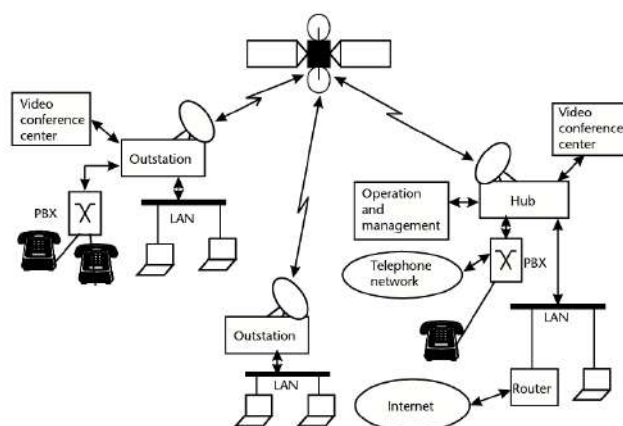 Video
conference
center
Outstation
PBX
LAN
Outstation
LAN
Video
conference
center
Hub
Operation
and
management
PBX
Telephone
network
LAN
Router
Internet